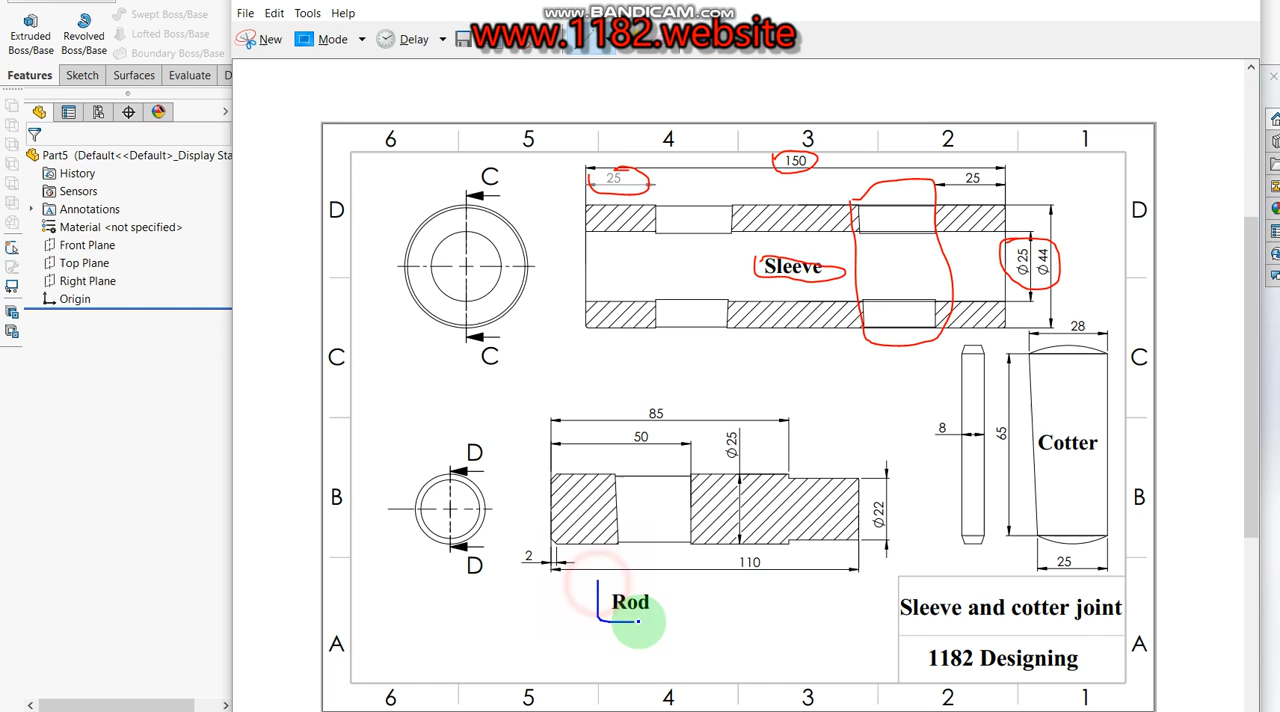 www.BANDICAM.com
www.1182.website
File Edit Tools Help
New Mode Delay
Extruded Boss/Base
Revolved Boss/Base
Swept Boss/Base
Lofted Boss/Base
Boundary Boss/Base
Features Sketch Surfaces Evaluate D
Part5 (Default<<Default>_Display Sta
History
Sensors
Annotations
Material <not specified>
Front Plane
Top Plane
Right Plane
Origin
6 5 4 3 2 1
150
25 25
C
D D
Sleeve
Ø25 Ø44
C
28
C C
85
50
Ø25
8 65
Cotter
D
B B
Ø22
2 110 25
D
Rod
Sleeve and cotter joint
A A
1182 Designing
6 5 4 3 2 1